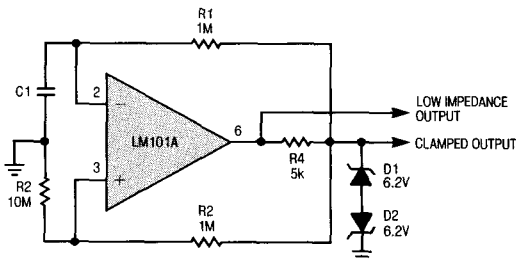 R1
1M
C1
2
−
LM101A
6
3
+
LOW IMPEDANCE
OUTPUT
CLAMPED OUTPUT
R4
5k
D1
6.2V
R2
10M
D2
6.2V
R2
1M